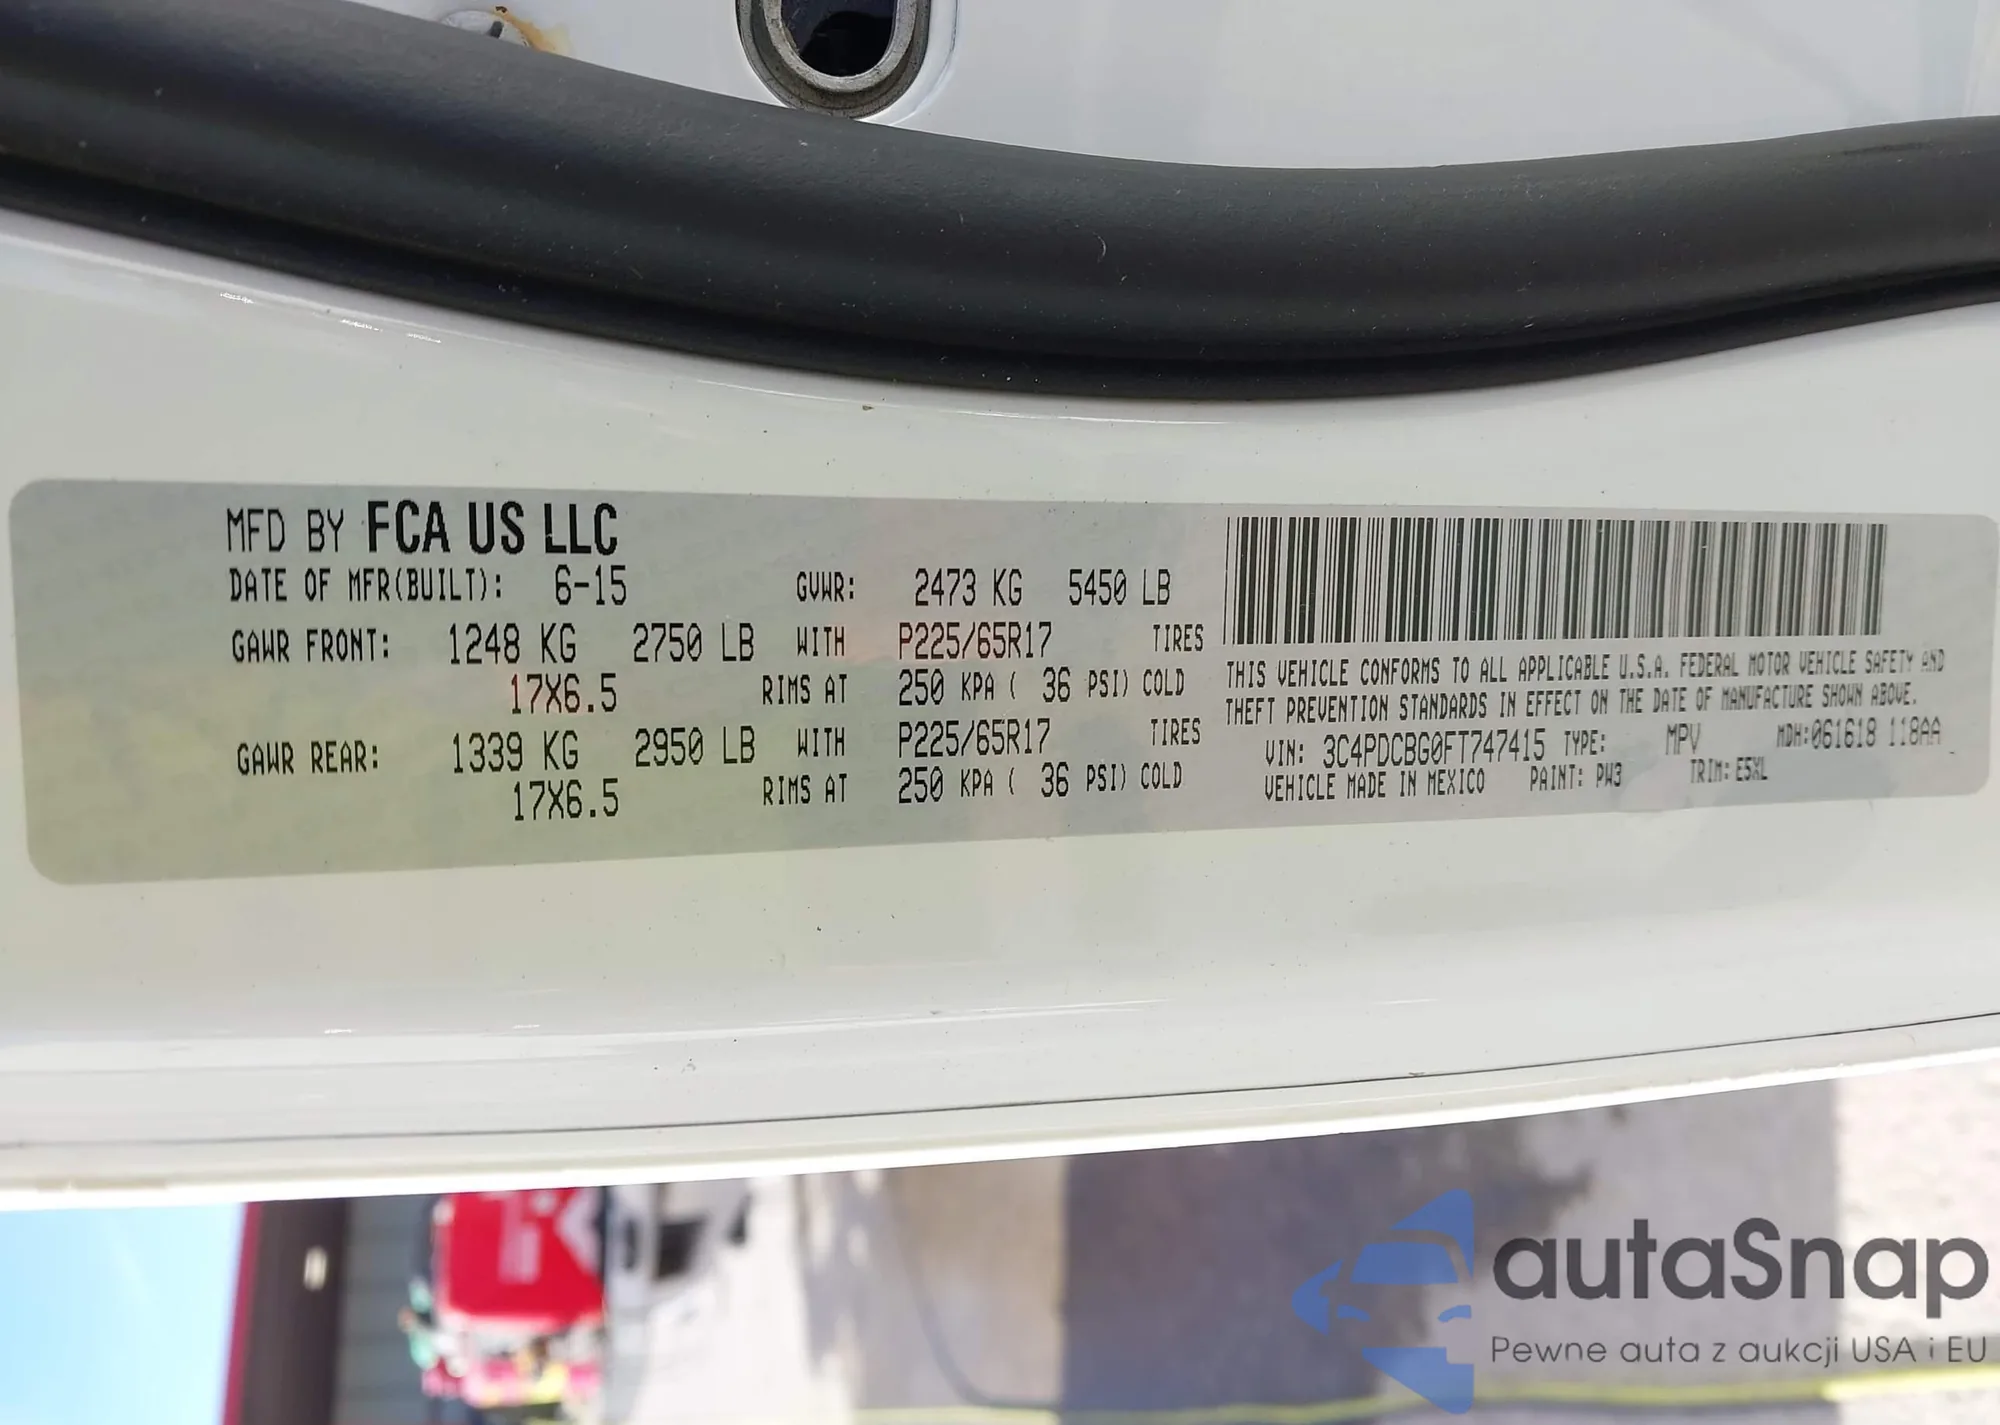 MFD BY FCA US LLC
DATE OF MFR(BUILT): 6-15 GVWR: 2473 KG 5450 LB
GAWR FRONT: 1248 KG 2750 LB WITH P225/65R17 TIRES
17X6.5 RIMS AT 250 KPA ( 36 PSI) COLD
GAWR REAR: 1339 KG 2950 LB WITH P225/65R17 TIRES
17X6.5 RIMS AT 250 KPA ( 36 PSI) COLD
THIS VEHICLE CONFORMS TO ALL APPLICABLE U.S.A. FEDERAL MOTOR VEHICLE SAFETY AND
THEFT PREVENTION STANDARDS IN EFFECT ON THE DATE OF MANUFACTURE SHOWN ABOVE.
VIN: 3C4PDCBG0FT747415 TYPE: MPV MDH:061618 118AA
VEHICLE MADE IN MEXICO PAINT: PW3 TRIM: E5XL
autaSnap
Pewne auta z aukcji USA i EU